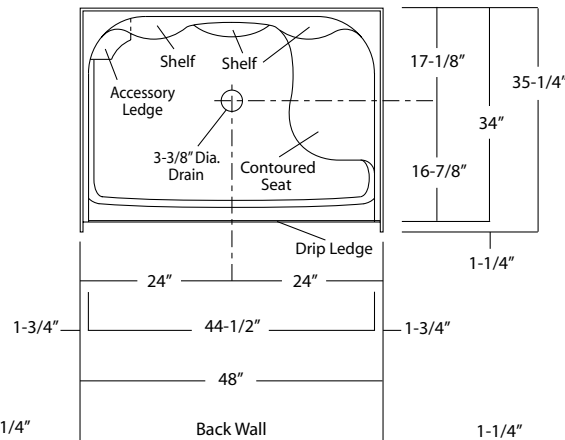 Shelf
Shelf
Accessory
Ledge
3-3/8” Dia.
Drain
Contoured
Seat
Drip Ledge
17-1/8”
35-1/4”
34”
16-7/8”
1-1/4”
24”
24”
1-3/4”
44-1/2”
1-3/4”
48”
1/4”
Back Wall
1-1/4”